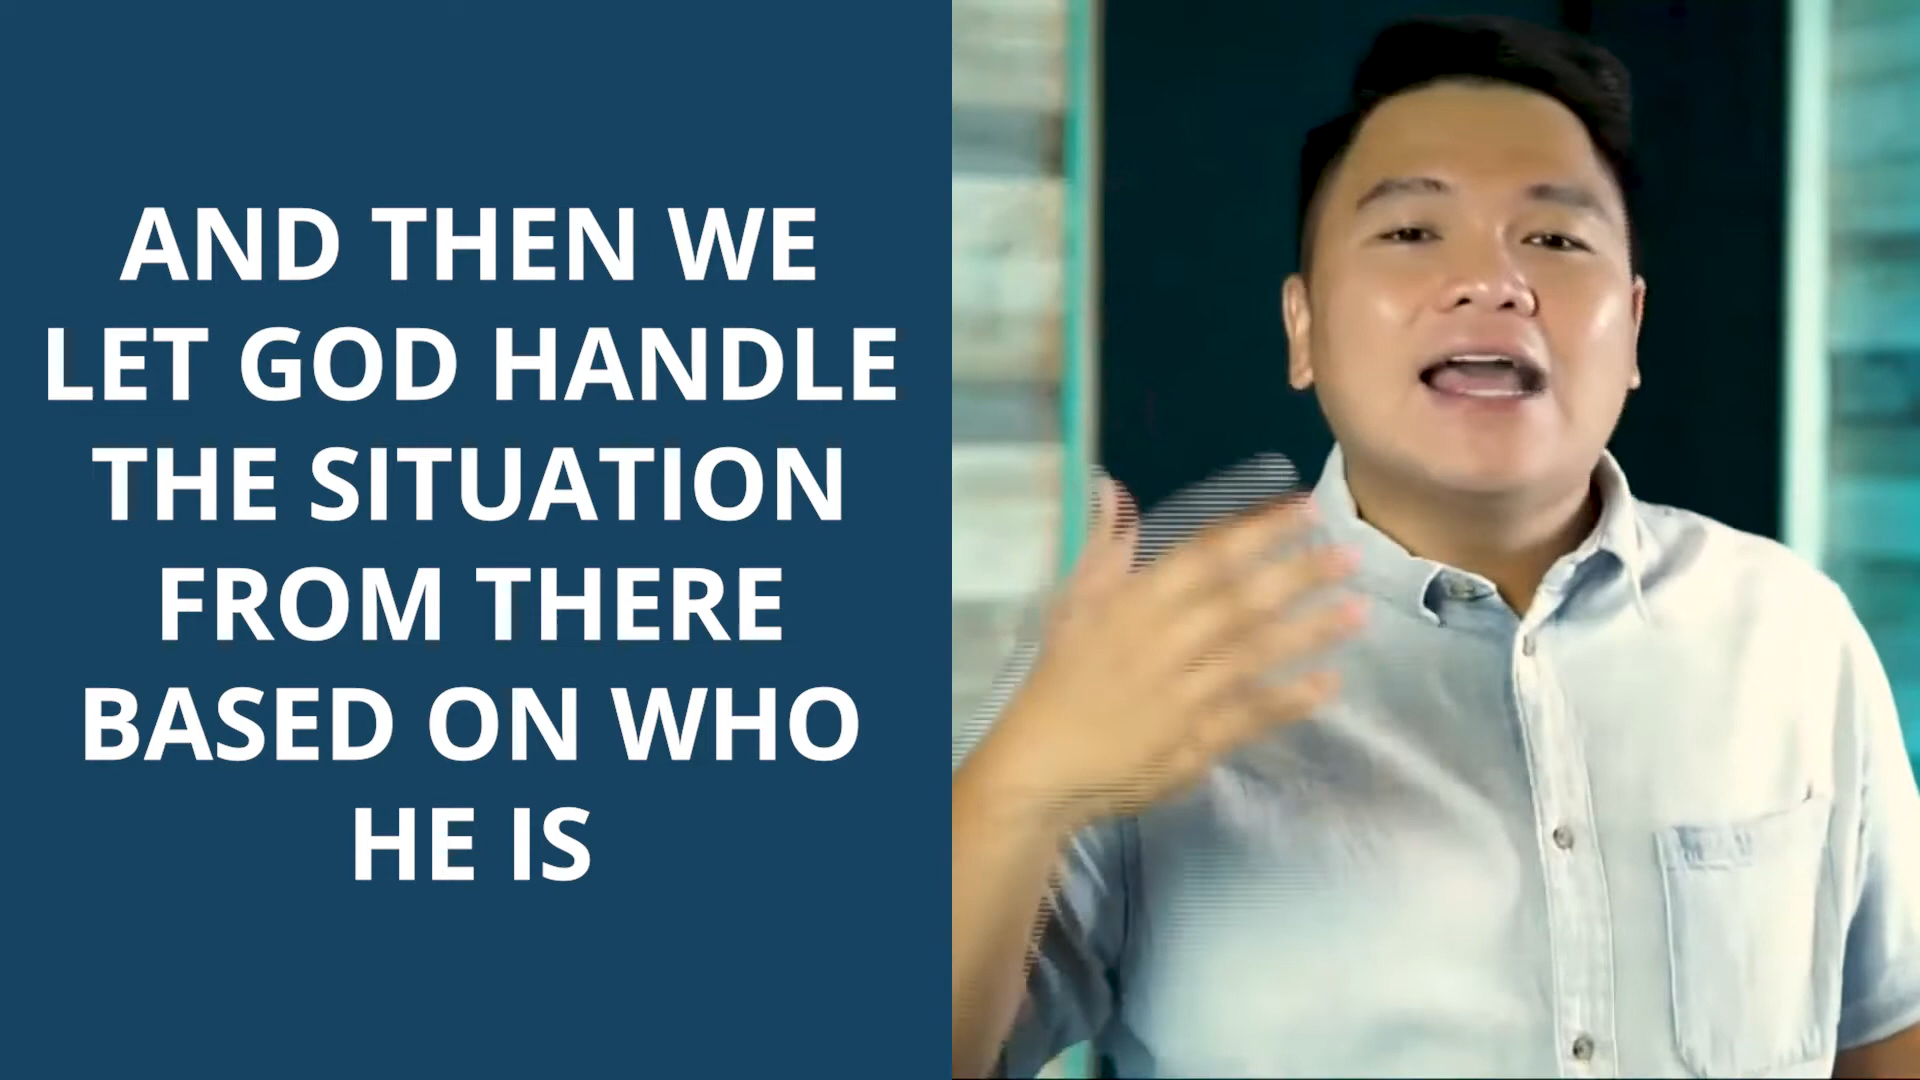 AND THEN WE
LET GOD HANDLE
THE SITUATION
FROM THERE
BASED ON WHO
HE IS